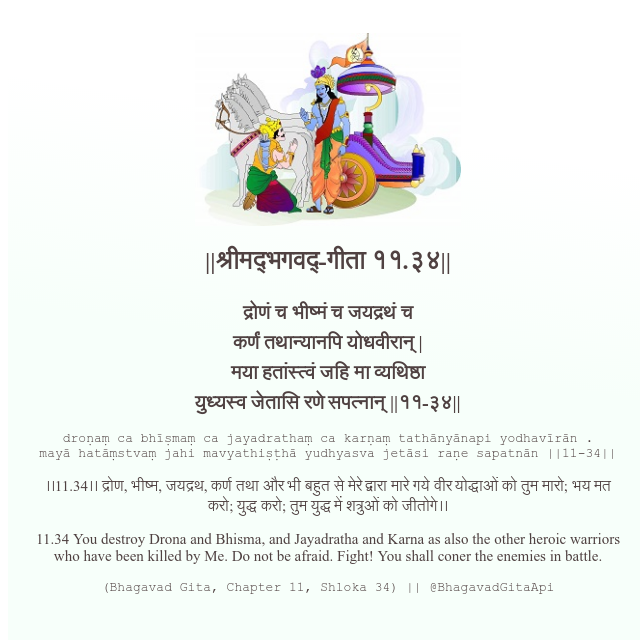 ||श्रीमद्‍भगवद्‍-गीता ११.३४||
द्रोणं च भीष्मं च जयद्रथं च
कर्णं तथान्यानपि योधवीरान् |
मया हतांस्त्वं जहि मा व्यथिष्ठा
युध्यस्व जेतासि रणे सपत्नान् ||११-३४||
droṇaṃ ca bhīṣmaṃ ca jayadrathaṃ ca karṇaṃ tathānyānapi yodhavīrān .
mayā hatāṃstvaṃ jahi mavyathiṣṭhā yudhyasva jetāsi raṇe sapatnān ||11-34||
।।11.34।। द्रोण, भीष्म, जयद्रथ, कर्ण तथा और भी बहुत से मेरे द्वारा मारे गये वीर योद्धाओं को तुम मारो; भय मत
करो; युद्ध करो; तुम युद्ध में शत्रुओं को जीतोगे।।
11.34 You destroy Drona and Bhisma, and Jayadratha and Karna as also the other heroic warriors
who have been killed by Me. Do not be afraid. Fight! You shall coner the enemies in battle.
(Bhagavad Gita, Chapter 11, Shloka 34) || @BhagavadGitaApi